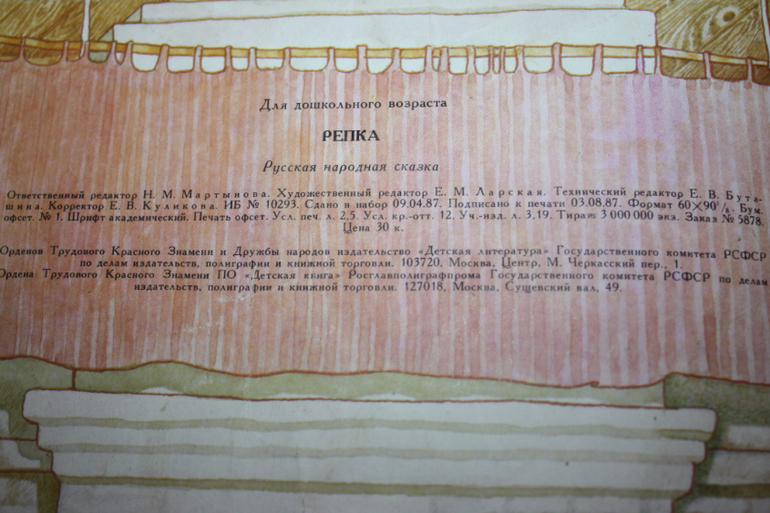 Для дошкольного возраста
РЕПКА
Русская народная сказка
Ответственный редактор Н. М. Мартынова. Художественный редактор Е. М. Ларская. Технический редактор Е. В. Бута-
шина. Корректор Е. В. Куликова. ИБ № 10293. Сдано в набор 09.04.87. Подписано к печати 03.08.87. Формат 60×90¹/₈. Бум.
офсет. № 1. Шрифт академический. Печать офсет. Усл. печ. л. 2,5. Усл. кр.-отт. 12. Уч.-изд. л. 3,19. Тираж 3 000 000 экз. Заказ № 5878.
Цена 30 к.
Орденов Трудового Красного Знамени и Дружбы народов издательство «Детская литература» Государственного комитета РСФСР
по делам издательств, полиграфии и книжной торговли. 103720, Москва, Центр, М. Черкасский пер., 1.
Ордена Трудового Красного Знамени ПО «Детская книга» Росглавполиграфпрома Государственного комитета РСФСР по делам
издательств, полиграфии и книжной торговли. 127018, Москва, Сущевский вал, 49.